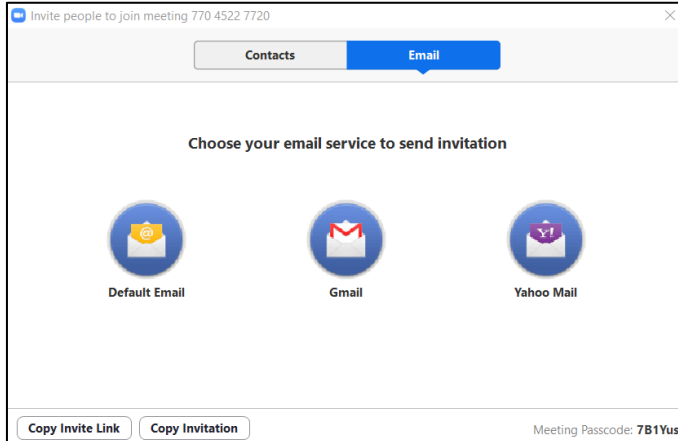 Invite people to join meeting 770 4522 7720
Contacts
Email
Choose your email service to send invitation
@
Y!
Default Email
Gmail
Yahoo Mail
Copy Invite Link
Copy Invitation
Meeting Passcode: 7B1Yus